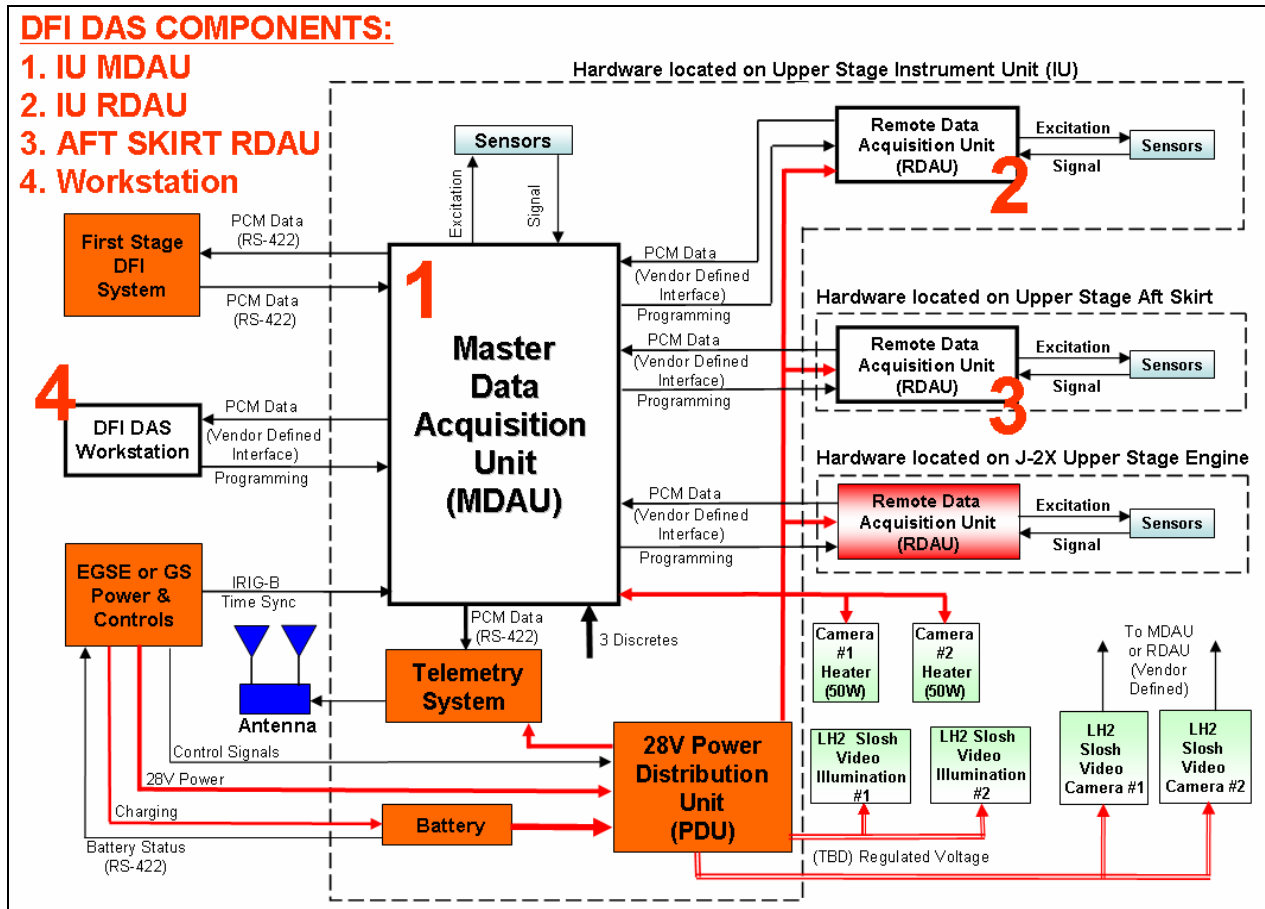 DFI DAS COMPONENTS:
1. IU MDAU
2. IU RDAU
3. AFT SKIRT RDAU
4. Workstation
Hardware located on Upper Stage Instrument Unit (IU)
Sensors
Excitation
Signal
Remote Data
Acquisition Unit
(RDAU)
2
Excitation
Signal
Sensors
First Stage
DFI
System
PCM Data
(RS-422)
PCM Data
(RS-422)
1
Master
Data
Acquisition
Unit
(MDAU)
PCM Data
(Vendor Defined
Interface)
Programming
Hardware located on Upper Stage Aft Skirt
Remote Data
Acquisition Unit
(RDAU)
3
Excitation
Signal
Sensors
PCM Data
(Vendor Defined
Interface)
Programming
4
DFI DAS
Workstation
PCM Data
(Vendor Defined
Interface)
Programming
Hardware located on J-2X Upper Stage Engine
Remote Data
Acquisition Unit
(RDAU)
Excitation
Signal
Sensors
PCM Data
(Vendor Defined
Interface)
Programming
EGSE or GS
Power &
Controls
IRIG-B
Time Sync
PCM Data
(RS-422)
3 Discretes
Camera
#1
Heater
(50W)
Camera
#2
Heater
(50W)
To MDAU
or RDAU
(Vendor
Defined)
Antenna
Telemetry
System
Control Signals
28V Power
Charging
Battery Status
(RS-422)
Battery
28V Power
Distribution
Unit
(PDU)
LH2 Slosh
Video
Illumination
#1
LH2 Slosh
Video
Illumination
#2
LH2
Slosh
Video
Camera #1
LH2
Slosh
Video
Camera #2
(TBD) Regulated Voltage